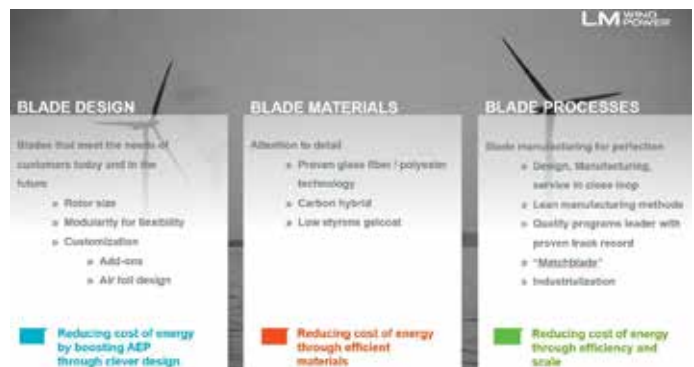 LM WIND POWER
BLADE DESIGN
Blades that meet the needs of
customers today and in the
future
» Rotor size
» Modularity for flexibility
» Customization
» Add-ons
» Air foil design
Reducing cost of energy
by boosting AEP
through clever design
BLADE MATERIALS
Attention to detail
» Proven glass fiber / polyester
technology
» Carbon hybrid
» Low styrene gelcoat
Reducing cost of energy
through efficient
materials
BLADE PROCESSES
Blade manufacturing for perfection
» Design, Manufacturing,
service in close loop
» Lean manufacturing methods
» Quality programs leader with
proven track record
» "Matchblade"
» Industrialization
Reducing cost of energy
through efficiency and
scale